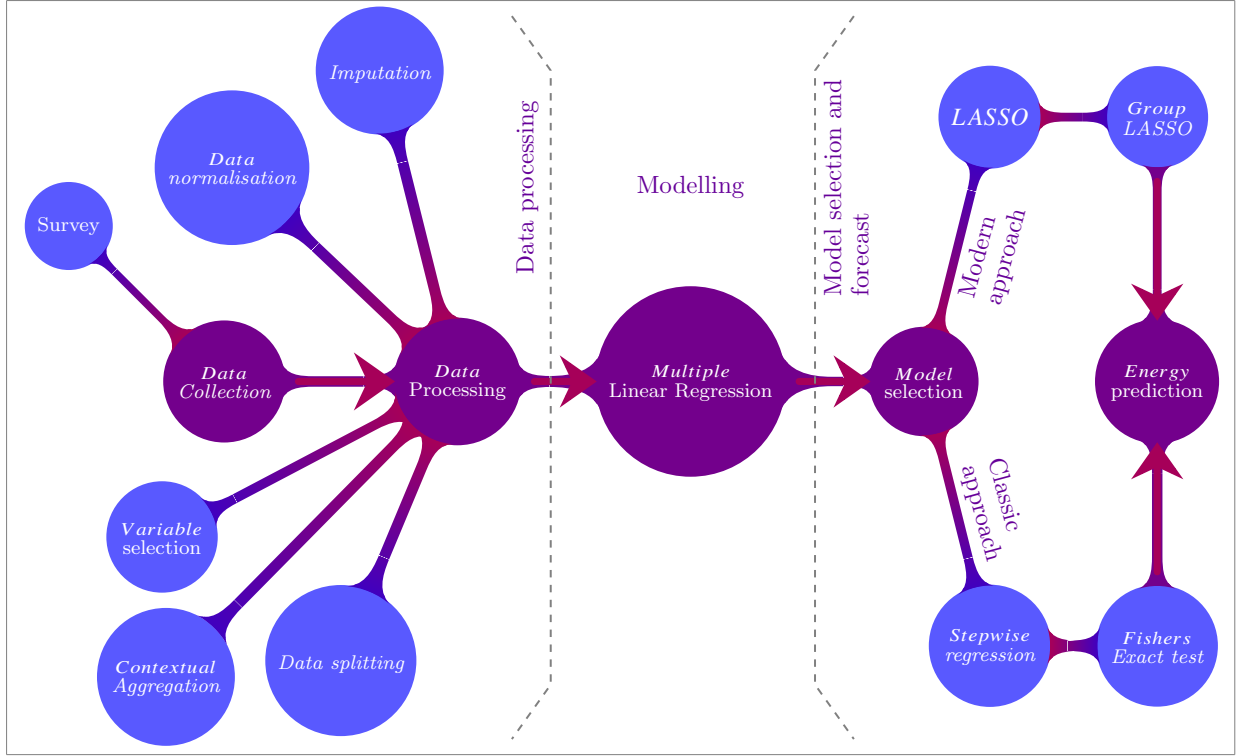 Imputation
Data
normalisation
Survey
Data
Collection
Data
Processing
Variable
selection
Contextual
Aggregation
Data splitting
Data processing
Modelling
Multiple
Linear Regression
Model selection and
forecast
Model
selection
Modern
approach
Classic
approach
LASSO
Group
LASSO
Energy
prediction
Stepwise
regression
Fishers
Exact test